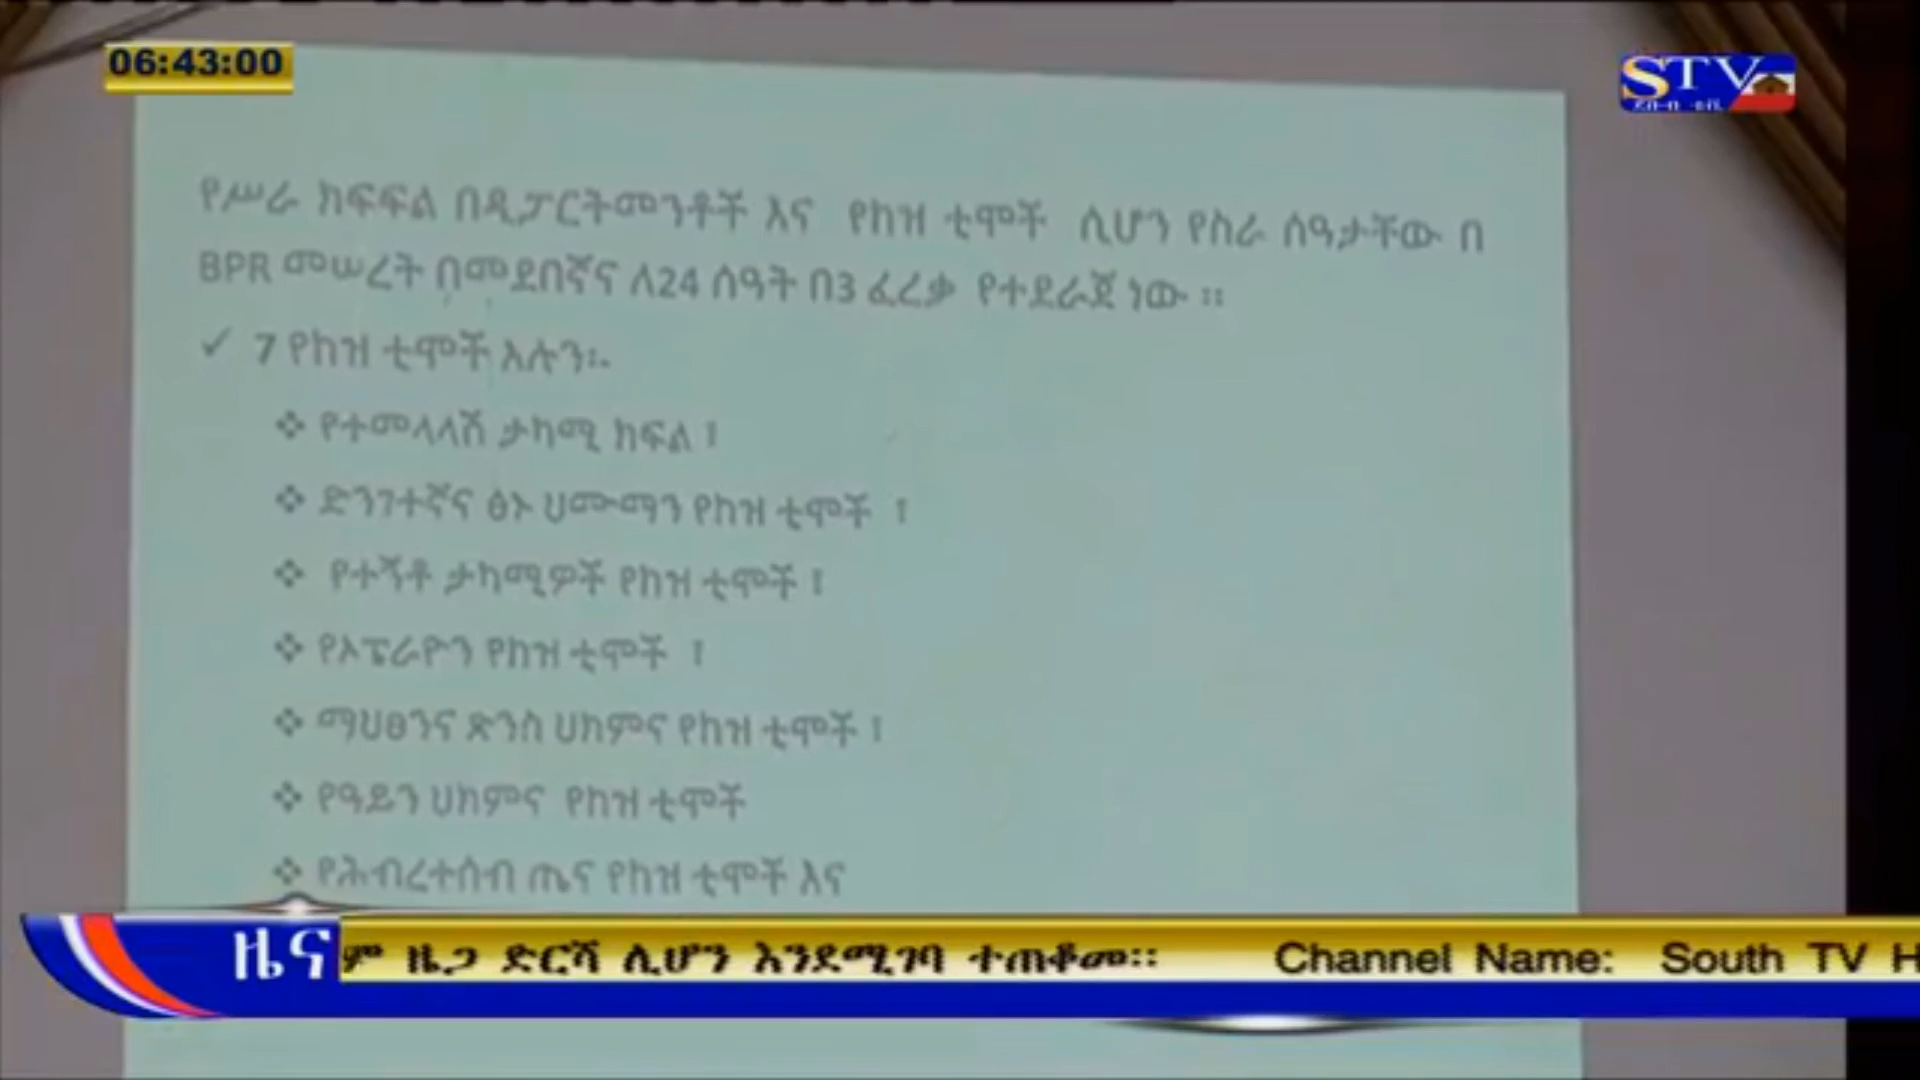 06:43:00
STV
የሥራ ክፍፍል በዲፓርትመንቶች እና የከዝ ቲሞች ሲሆን የስራ ሰዓታቸው በ
BPR መሠረት በመደበኛና ለ24 ሰዓት በ3 ፈረቃ የተደራጀ ነው ።
✓ 7 የከዝ ቲሞች አሉን፡-
❖ የተመላላሽ ታካሚ ክፍል ፣
❖ ድንገተኛና ፅኑ ህሙማን የከዝ ቲሞች ፣
❖ የተኝቶ ታካሚዎች የከዝ ቲሞች ፣
❖ የኦፔራዮን የከዝ ቲሞች ፣
❖ ማህፀንና ጽንስ ህክምና የከዝ ቲሞች ፣
❖ የዓይን ህክምና የከዝ ቲሞች
❖ የሕብረተሰብ ጤና የከዝ ቲሞች እና
ዜና ም ዜጋ ድርሻ ሊሆን እንደሚገባ ተጠቆመ። Channel Name: South TV H